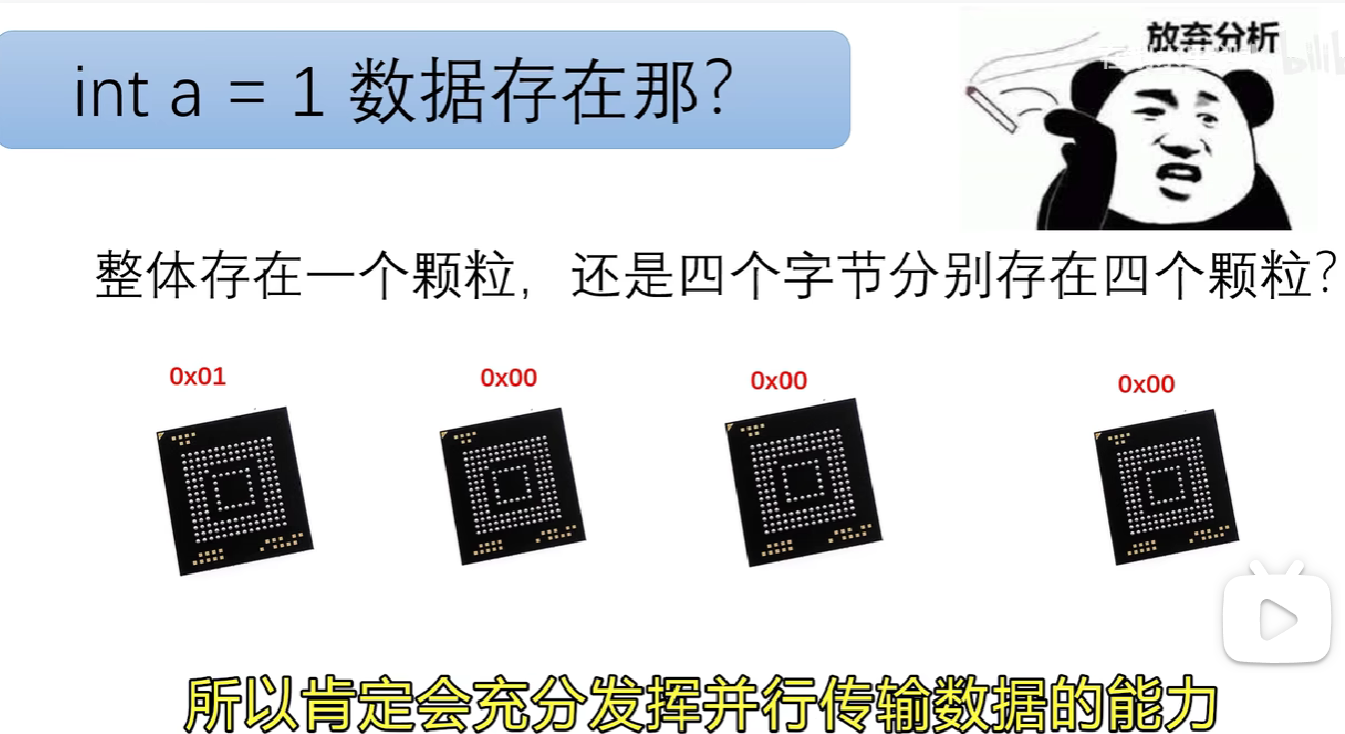 放弃分析
int a = 1 数据存在那?
整体存在一个颗粒，还是四个字节分别存在四个颗粒?
0x01 0x00 0x00 0x00
所以肯定会充分发挥并行传输数据的能力